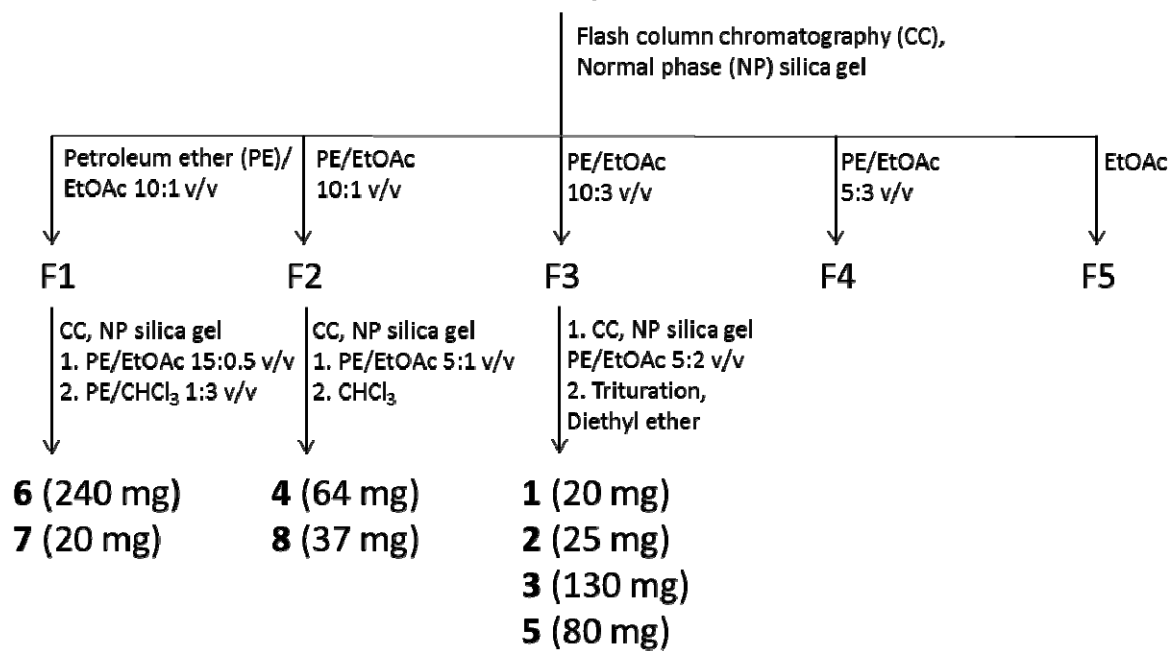 Flash column chromatography (CC),
Normal phase (NP) silica gel
Petroleum ether (PE)/
EtOAc 10:1 v/v
PE/EtOAc
10:1 v/v
PE/EtOAc
10:3 v/v
PE/EtOAc
5:3 v/v
EtOAc
F1
F2
F3
F4
F5
CC, NP silica gel
1. PE/EtOAc 15:0.5 v/v
2. PE/CHCl₃ 1:3 v/v
CC, NP silica gel
1. PE/EtOAc 5:1 v/v
2. CHCl₃
1. CC, NP silica gel
PE/EtOAc 5:2 v/v
2. Trituration,
Diethyl ether
6 (240 mg)
7 (20 mg)
4 (64 mg)
8 (37 mg)
1 (20 mg)
2 (25 mg)
3 (130 mg)
5 (80 mg)